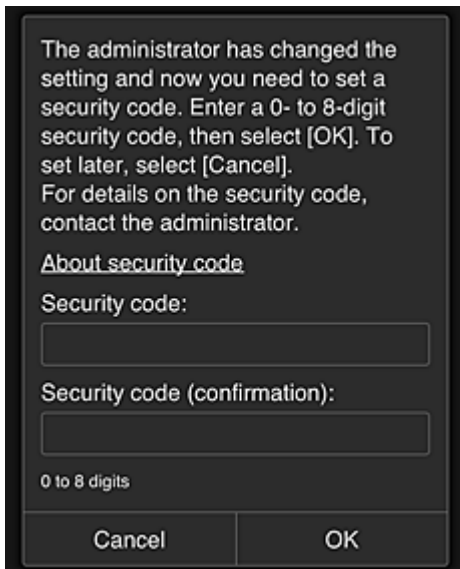 The administrator has changed the
setting and now you need to set a
security code. Enter a 0- to 8-digit
security code, then select [OK]. To
set later, select [Cancel].
For details on the security code,
contact the administrator.
About security code
Security code:
Security code (confirmation):
0 to 8 digits
Cancel
OK